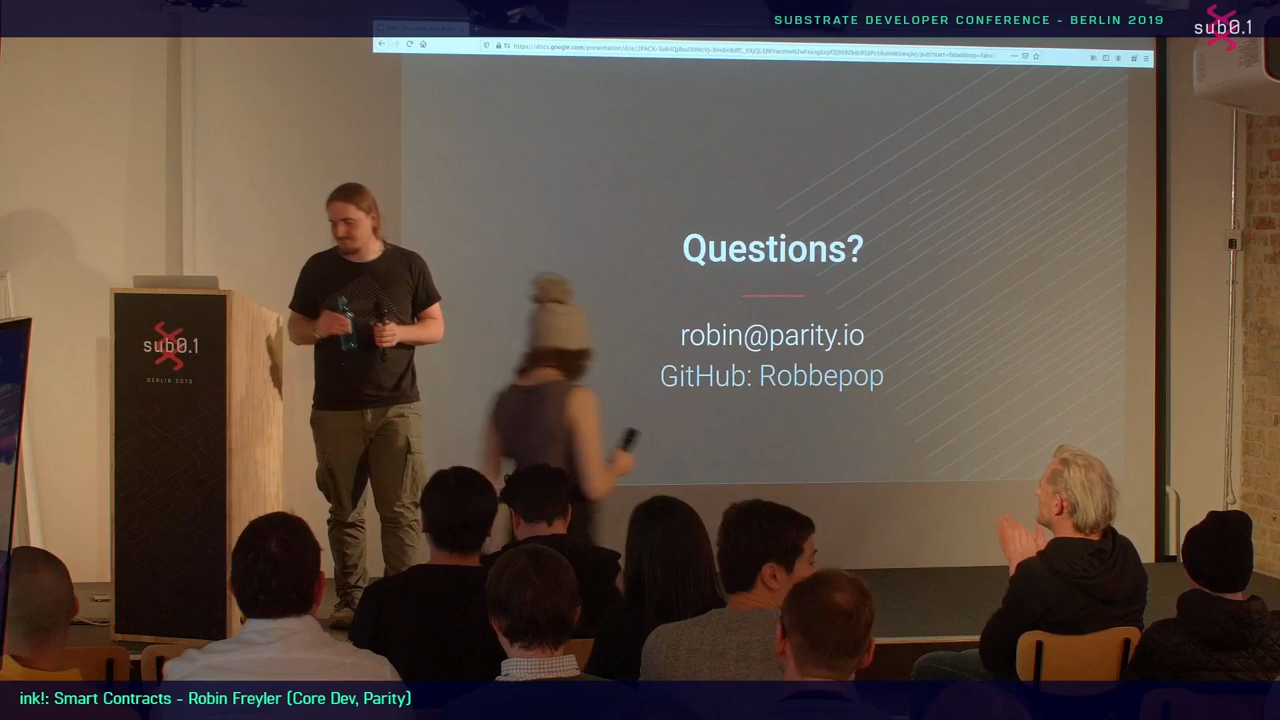 SUBSTRATE DEVELOPER CONFERENCE - BERLIN 2019
sub0.1
Questions?
robin@parity.io
GitHub: Robbepop
sub0.1
BERLIN 2019
ink!: Smart Contracts - Robin Freyler (Core Dev, Parity)